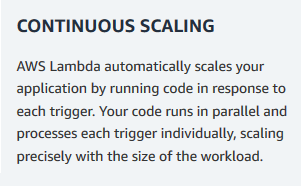 CONTINUOUS SCALING
AWS Lambda automatically scales your
application by running code in response to
each trigger. Your code runs in parallel and
processes each trigger individually, scaling
precisely with the size of the workload.